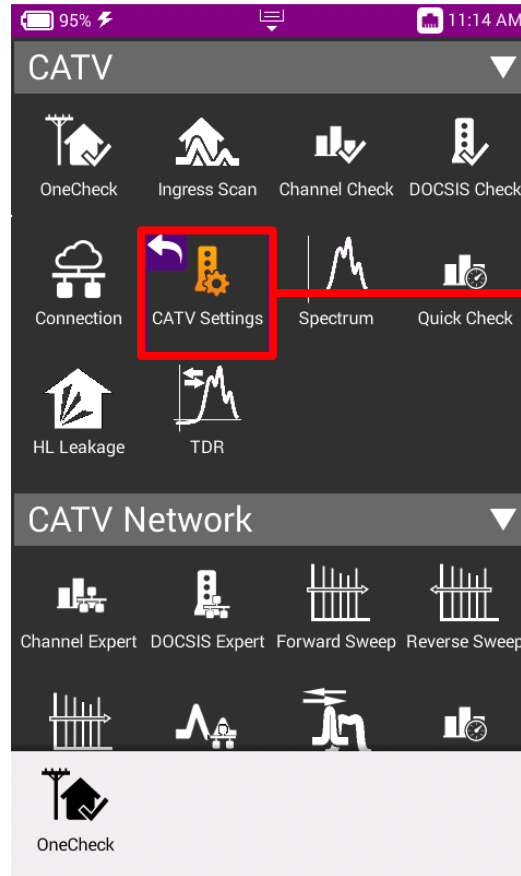 95% 11:14 AM
CATV
OneCheck Ingress Scan Channel Check DOCSIS Check
Connection CATV Settings Spectrum Quick Check
HL Leakage TDR
CATV Network
Channel Expert DOCSIS Expert Forward Sweep Reverse Sweep
OneCheck